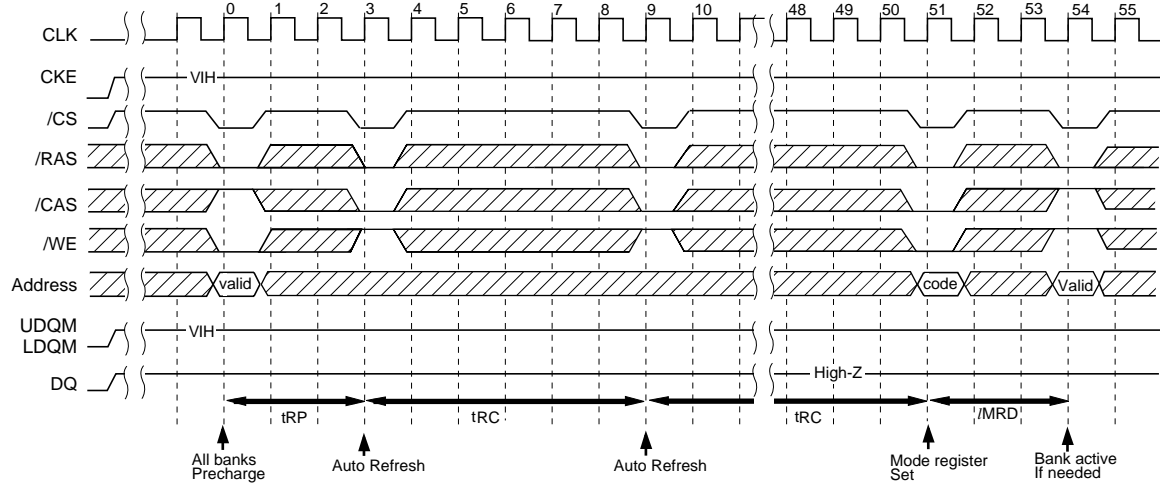 0 1 2 3 4 5 6 7 8 9 10 48 49 50 51 52 53 54 55
CLK
CKE VIH
/CS
/RAS
/CAS
/WE
Address valid code Valid
UDQM
LDQM VIH
DQ High-Z
tRP tRC tRC lMRD
All banks
Precharge
Auto Refresh
Auto Refresh
Mode register
Set
Bank active
If needed